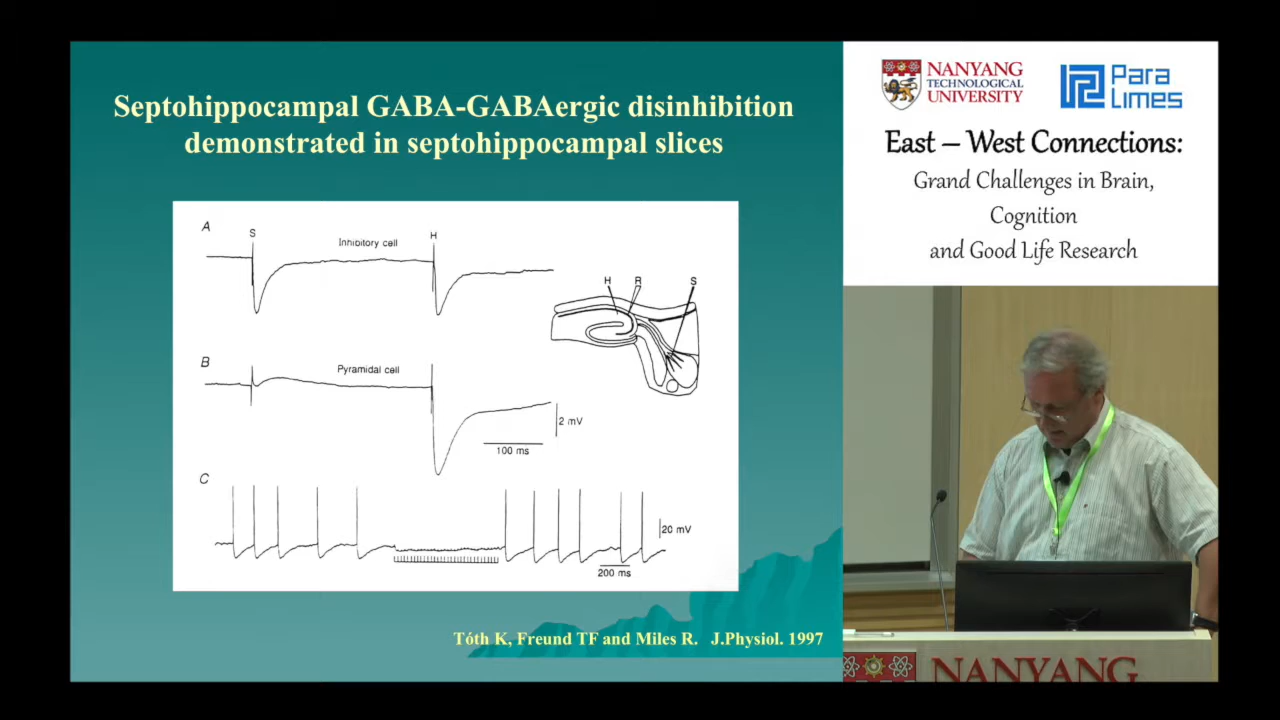 Septohippocampal GABA-GABAergic disinhibition
demonstrated in septohippocampal slices
A
S
Inhibitory cell
H
H
R
S
B
Pyramidal cell
2 mV
100 ms
C
20 mV
200 ms
Tóth K, Freund TF and Miles R. J.Physiol. 1997
NANYANG
TECHNOLOGICAL
UNIVERSITY
Para
Limes
East – West Connections:
Grand Challenges in Brain,
Cognition
and Good Life Research
NANYANG